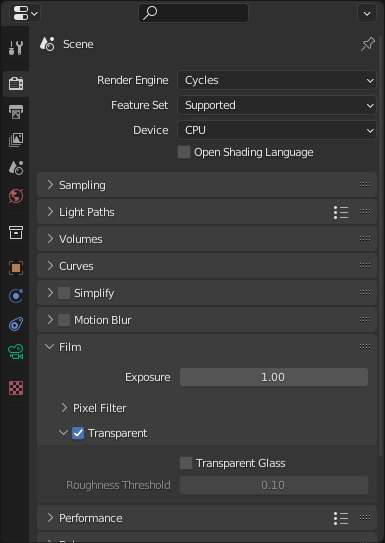 Scene
Render Engine Cycles
Feature Set Supported
Device CPU
Open Shading Language
Sampling
Light Paths
Volumes
Curves
Simplify
Motion Blur
Film
Exposure 1.00
Pixel Filter
Transparent
Transparent Glass
Roughness Threshold 0.10
Performance